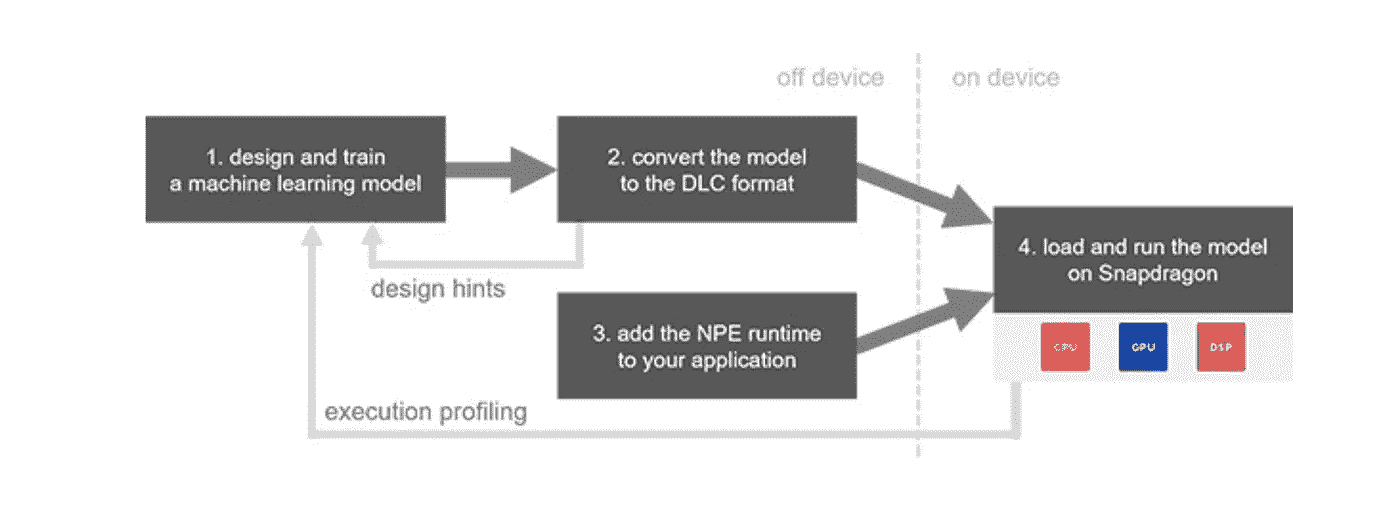 off device
on device
1. design and train
a machine learning model
2. convert the model
to the DLC format
design hints
3. add the NPE runtime
to your application
4. load and run the model
on Snapdragon
CPU
GPU
DSP
execution profiling